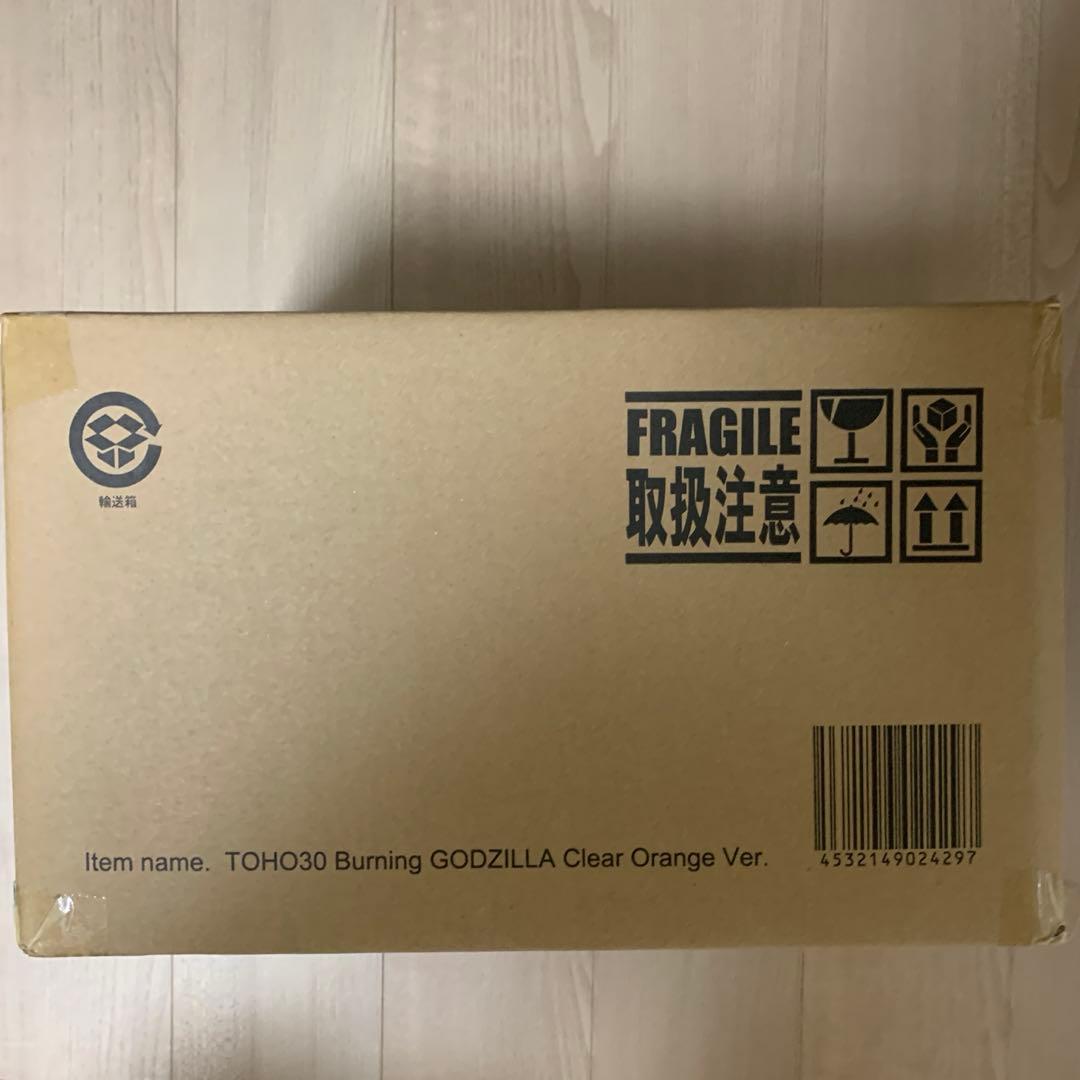 輸送箱
FRAGILE
取扱注意
Item name. TOHO30 Burning GODZILLA Clear Orange Ver.
4532149024297